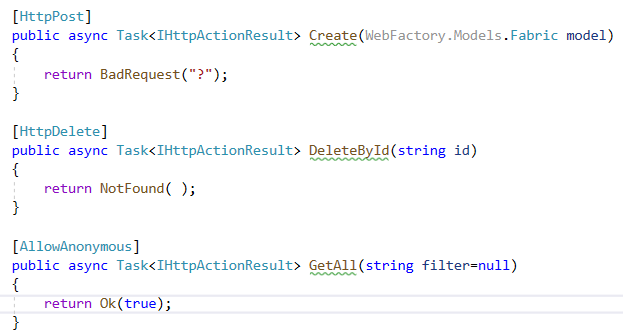 [HttpPost]
public async Task<IHttpActionResult> Create(WebFactory.Models.Fabric model)
{
    return BadRequest("?");
}
[HttpDelete]
public async Task<IHttpActionResult> DeleteById(string id)
{
    return NotFound( );
}
[AllowAnonymous]
public async Task<IHttpActionResult> GetAll(string filter=null)
{
    return Ok(true);
}